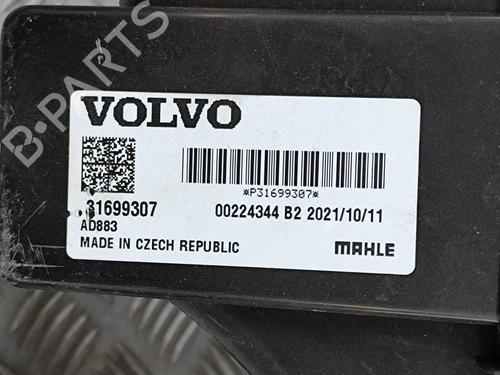 B-PARTS
VOLVO
*P31699307*
31699307
00224344 B2 2021/10/11
AD883
MADE IN CZECH REPUBLIC
MAHLE